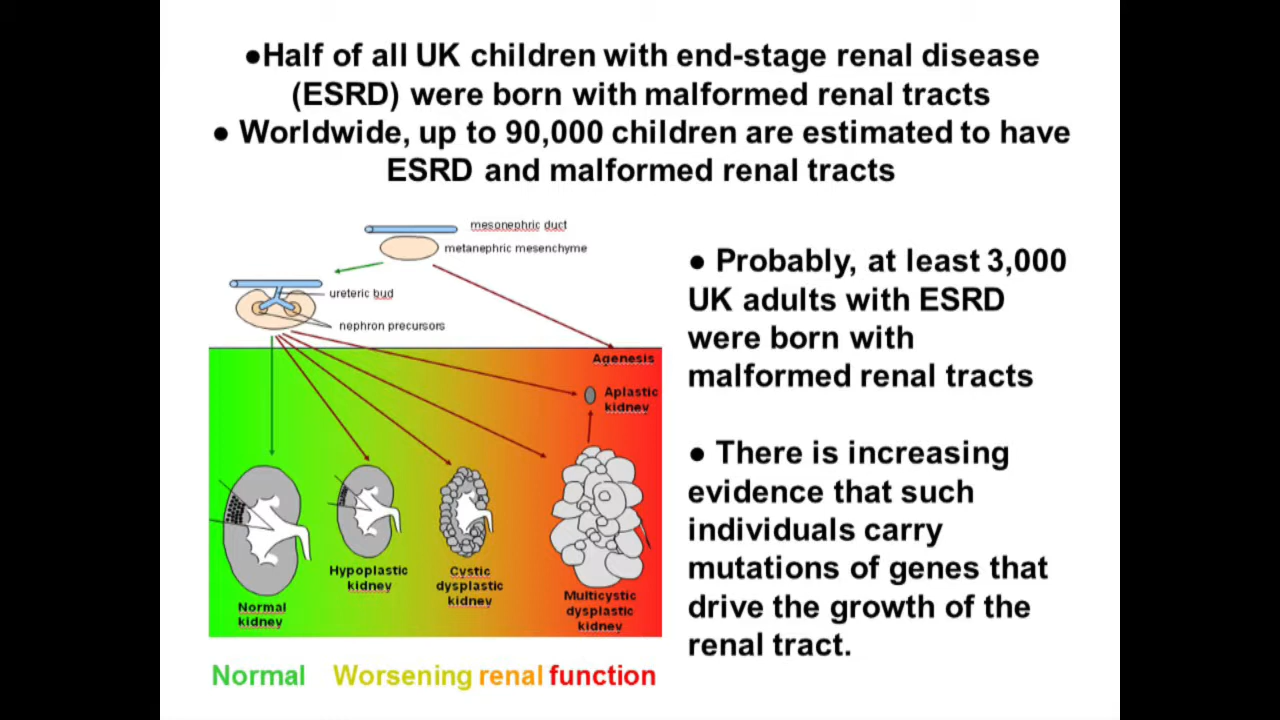 ●Half of all UK children with end-stage renal disease
(ESRD) were born with malformed renal tracts
● Worldwide, up to 90,000 children are estimated to have
ESRD and malformed renal tracts
mesonephric duct
metanephric mesenchyme
ureteric bud
nephron precursors
Agenesis
Aplastic
kidney
Hypoplastic
kidney
Cystic
dysplastic
kidney
Multicystic
dysplastic
kidney
Normal
kidney
Normal Worsening renal function
● Probably, at least 3,000
UK adults with ESRD
were born with
malformed renal tracts
● There is increasing
evidence that such
individuals carry
mutations of genes that
drive the growth of the
renal tract.